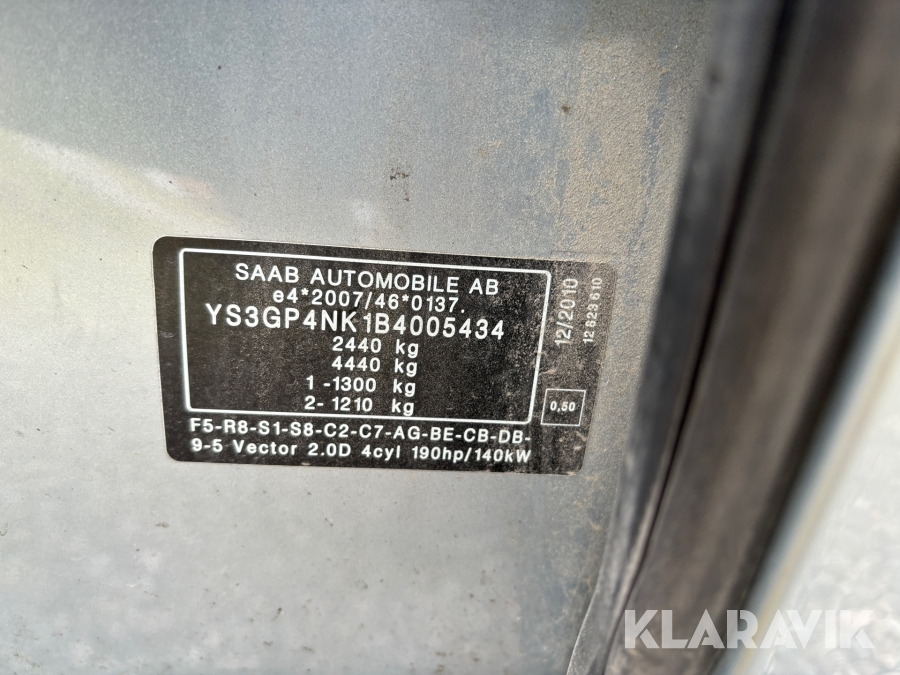 SAAB AUTOMOBILE AB
e4*2007/46*0137.
YS3GP4NK1B4005434
2440 kg
4440 kg
1 -1300 kg
2- 1210 kg
F5-R8-S1-S8-C2-C7-AG-BE-CB-DB-
9-5 Vector 2.0D 4cyl 190hp/140kW
12/2010
12823610
0,50
KLARAVIK